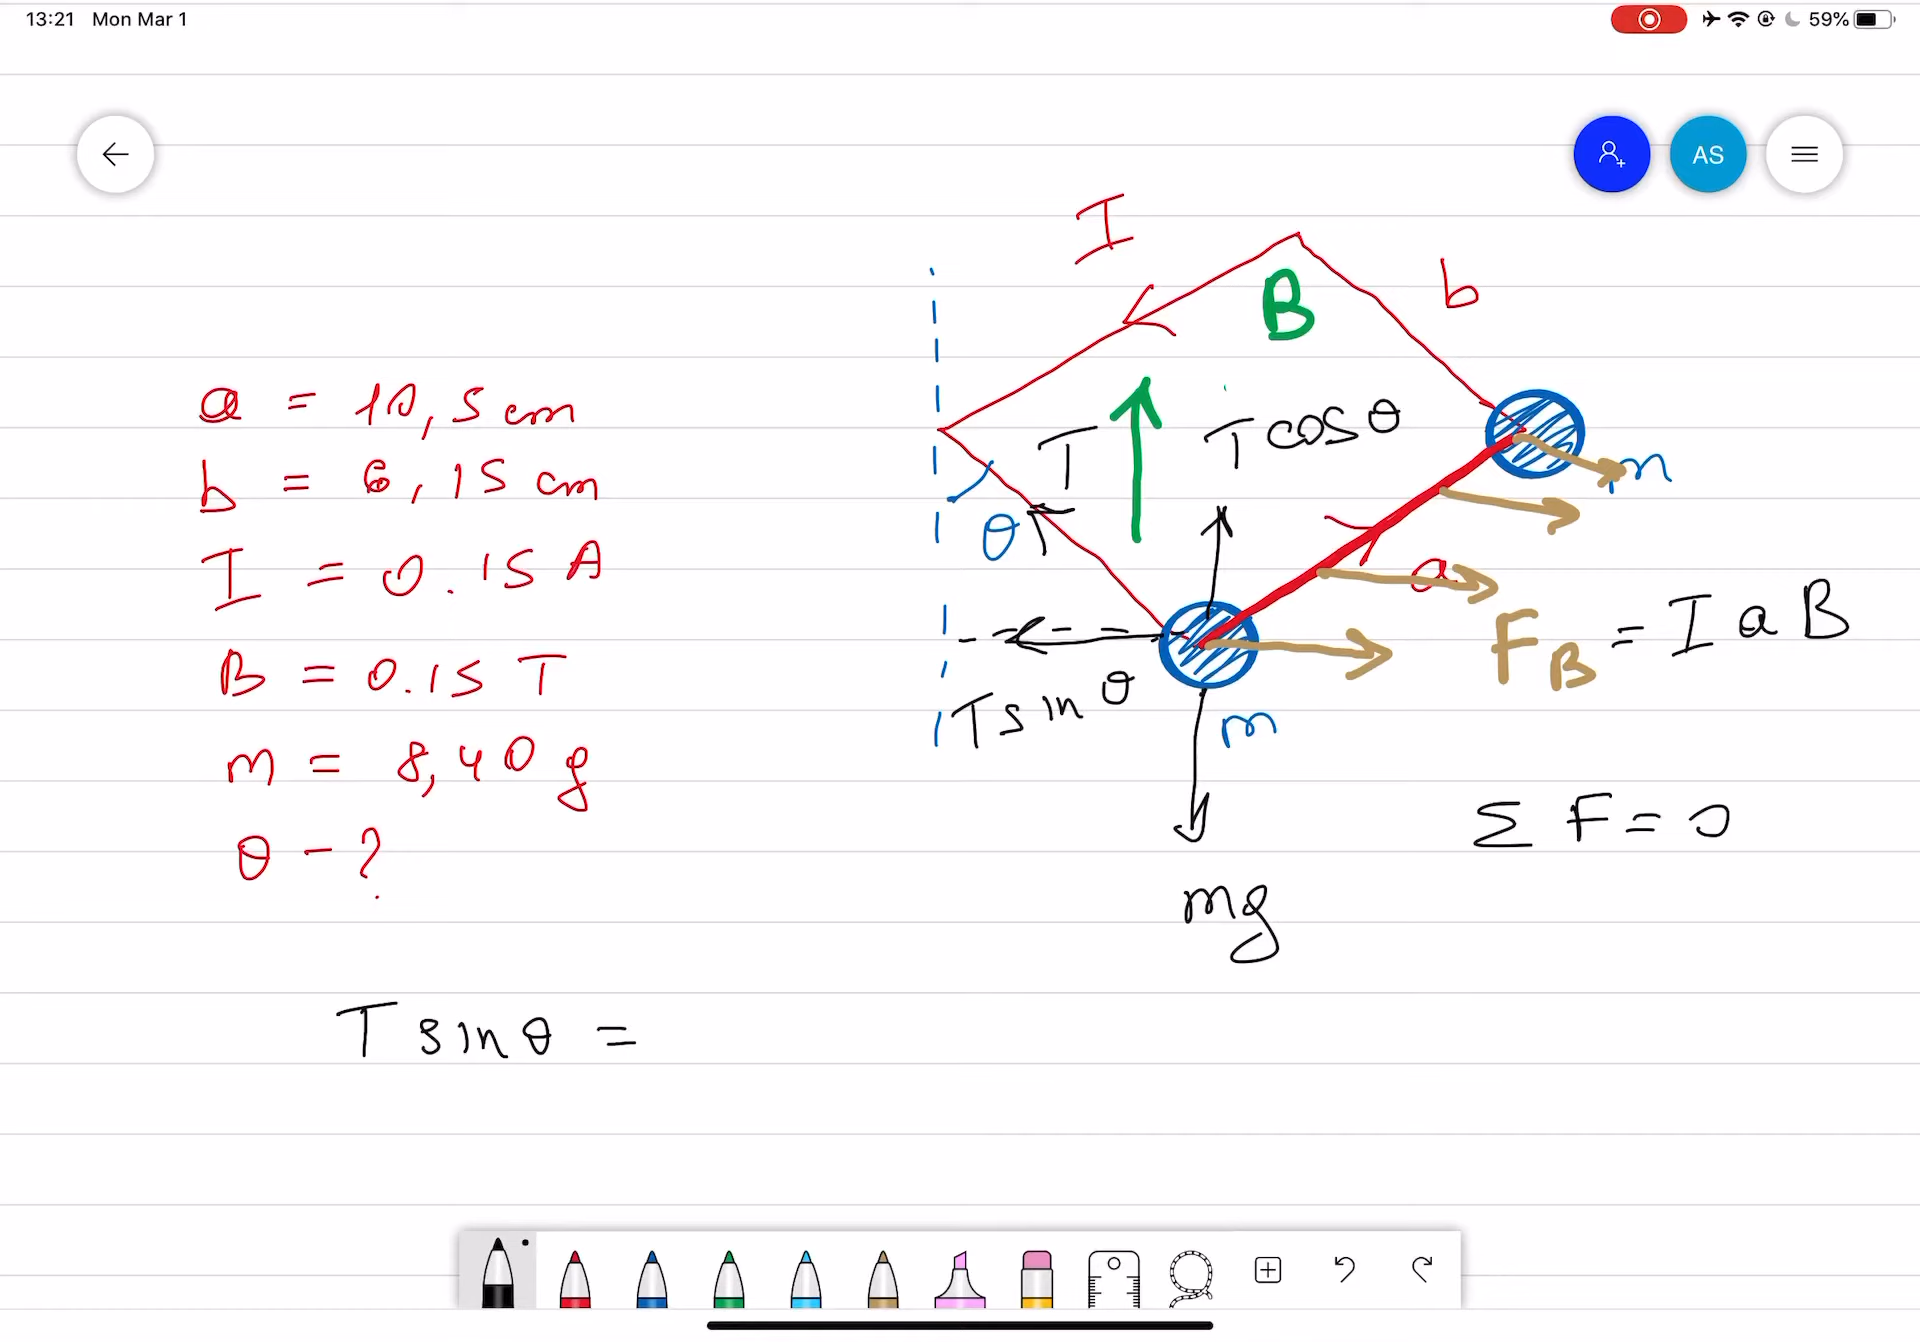 13:21 Mon Mar 1
59%
AS
I
b
B
a = 10,5 cm
T
T cos θ
b = 6,15 cm
m
θ
I = 0.15 A
a
F_B = I a B
B = 0.15 T
T sin θ
m
m = 8,40 g
Σ F = 0
θ - ?
mg
T sin θ =